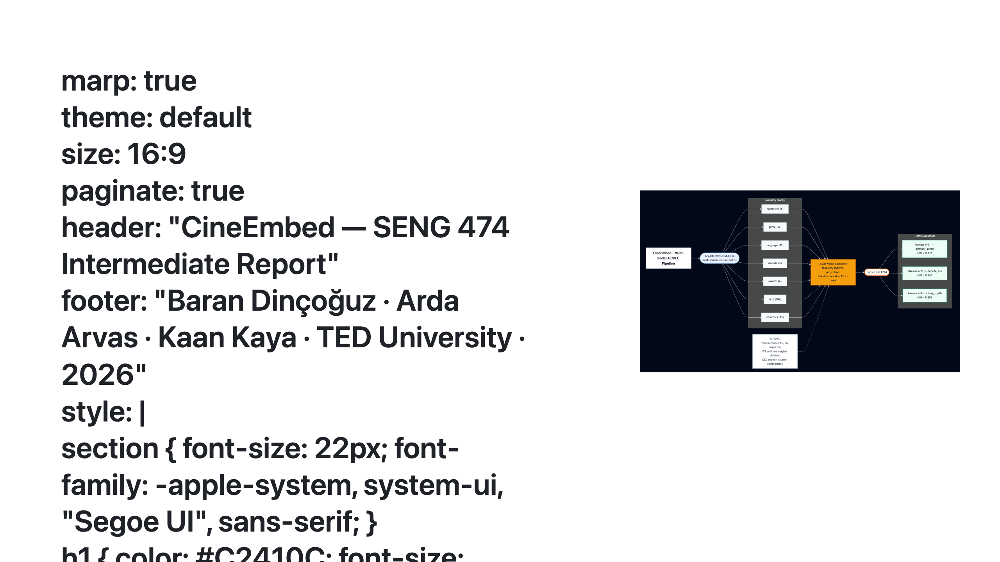 marp: true
theme: default
size: 16:9
paginate: true
header: "CineEmbed — SENG 474
Intermediate Report"
footer: "Baran Dinçoğuz · Arda
Arvas · Kaan Kaya · TED University ·
2026"
style: |
section { font-size: 22px; font-
family: -apple-system, system-ui,
"Segoe UI", sans-serif; }
h1 { color: #C2410C; font-size:
CineEmbed - Multi-
modal AE/DEC
Pipeline
329,044 films x 564-dim
multi-modal feature matrix
Modality Blocks
numerical (6)
genre (22)
language (31)
decade (2)
awards (6)
text (384)
director (113)
Variants:
vanilla concat-AE, no
projection
W1 uniform weights
ablation
DEC explicit cluster
optimization
Multi-Modal Backbone
modality-specific
projections
164-dim concat -> FC ->
z=64
Latent z in R^64
3-Axis Evaluation
KMeans k=21 ->
primary_genre
NMI = 0.332
KMeans k=21 -> decade_bin
NMI = 0.342
KMeans k=21 -> lang_top10
NMI = 0.294